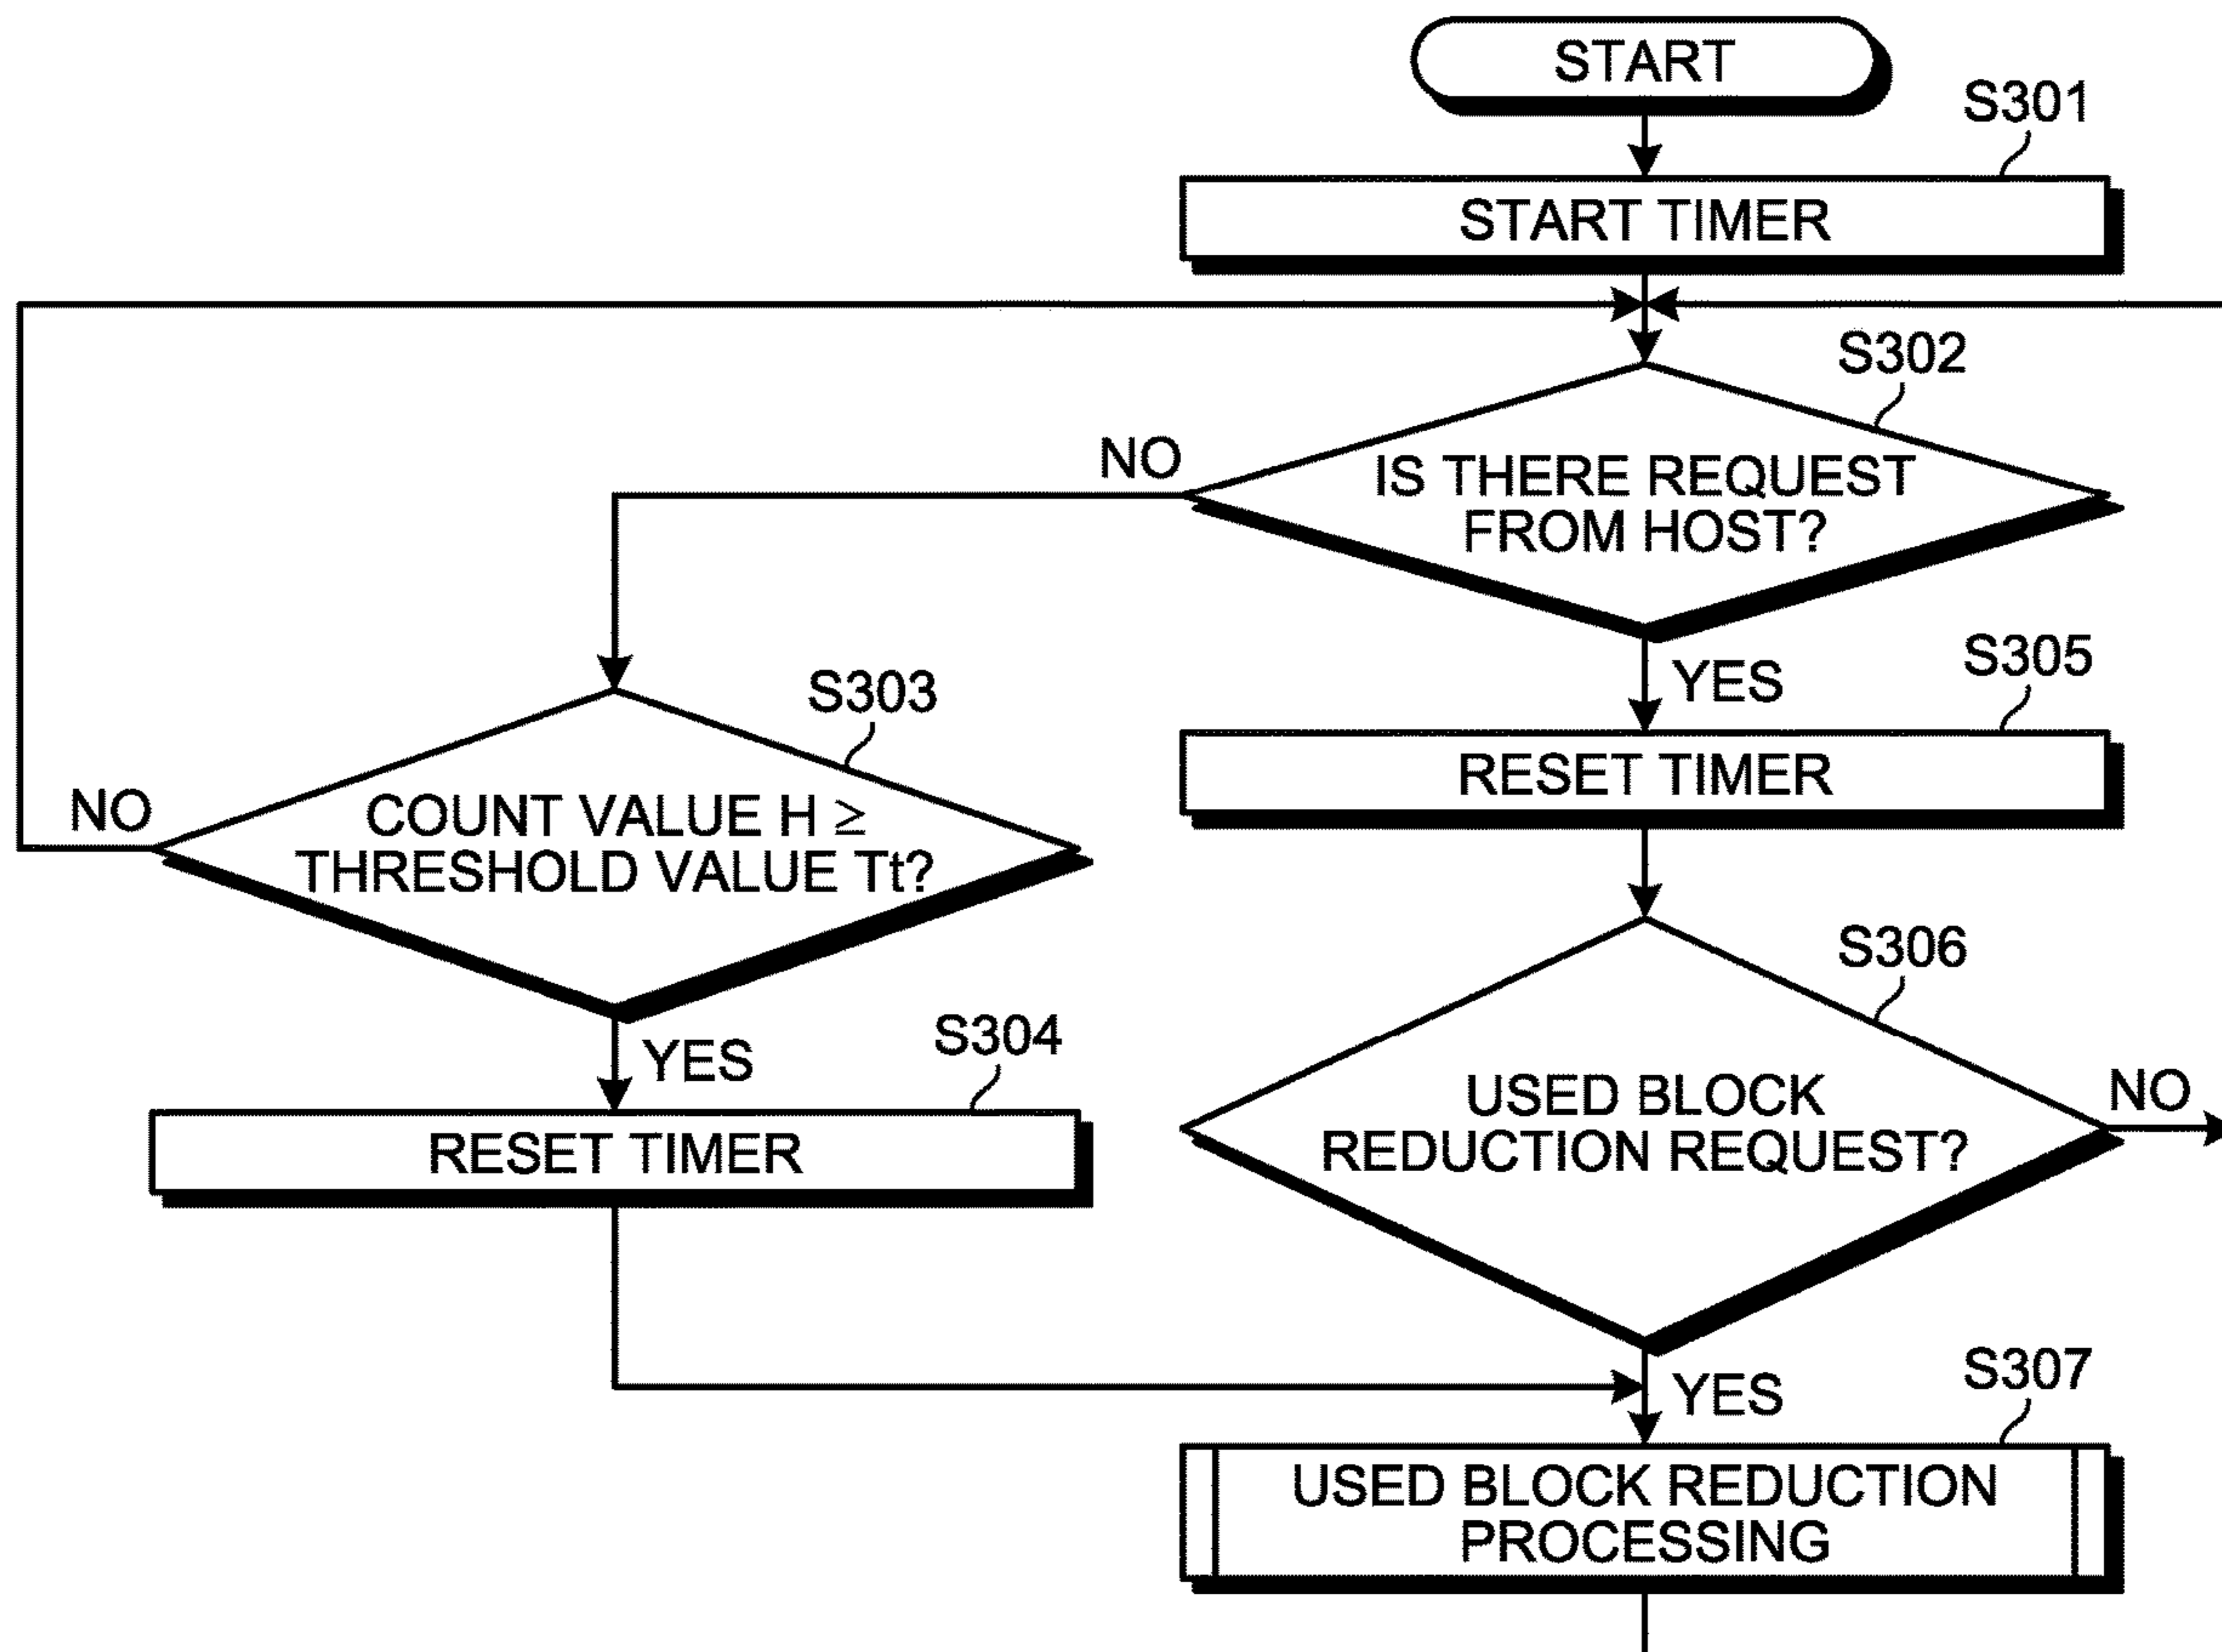 START
S301
START TIMER
S302
NO
IS THERE REQUEST
FROM HOST?
S303
YES
S305
COUNT VALUE H ≥
THRESHOLD VALUE Tt?
NO
RESET TIMER
S304
YES
RESET TIMER
S306
USED BLOCK
REDUCTION REQUEST?
NO
YES
S307
USED BLOCK REDUCTION
PROCESSING